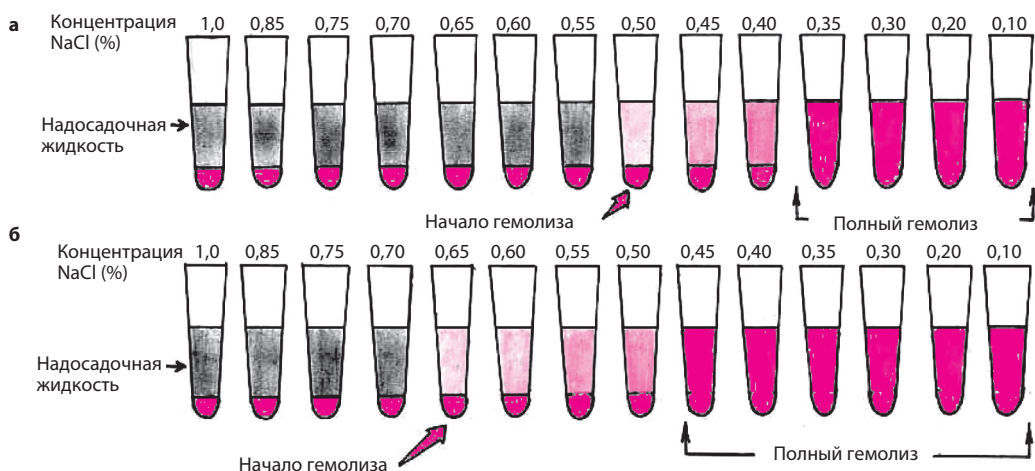 а
Концентрация 1,0 0,85 0,75 0,70 0,65 0,60 0,55 0,50 0,45 0,40 0,35 0,30 0,20 0,10
NaCl (%)
Надосадочная
жидкость
Начало гемолиза
Полный гемолиз
б
Концентрация 1,0 0,85 0,75 0,70 0,65 0,60 0,55 0,50 0,45 0,40 0,35 0,30 0,20 0,10
NaCl (%)
Надосадочная
жидкость
Начало гемолиза
Полный гемолиз